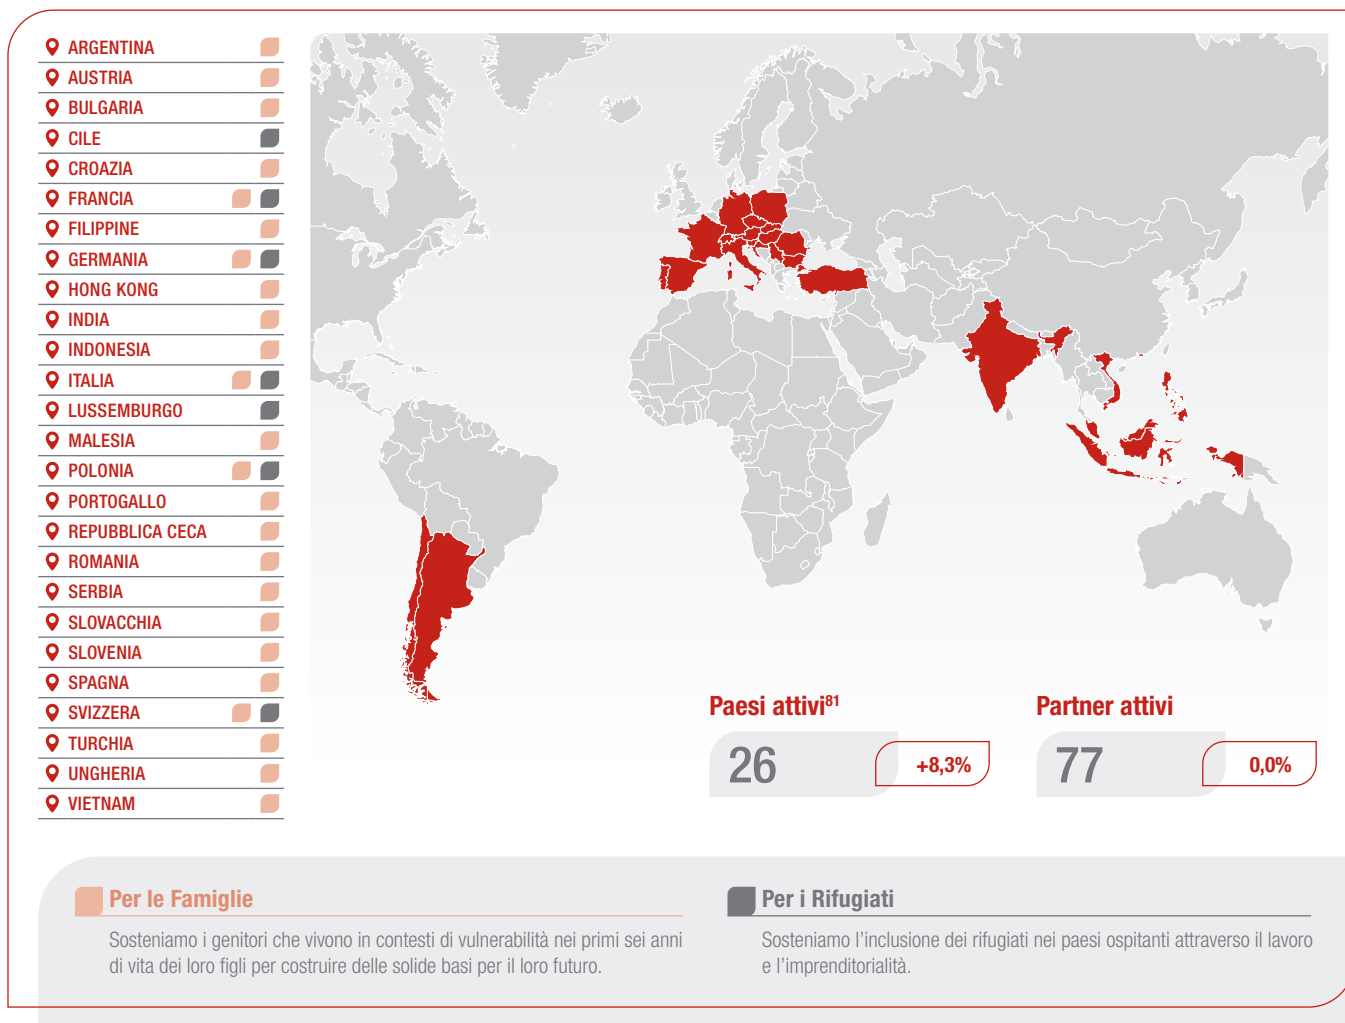 ARGENTINA
AUSTRIA
BULGARIA
CILE
CROAZIA
FRANCIA
FILIPPINE
GERMANIA
HONG KONG
INDIA
INDONESIA
ITALIA
LUSSEMBURGO
MALESIA
POLONIA
PORTOGALLO
REPUBBLICA CECA
ROMANIA
SERBIA
SLOVACCHIA
SLOVENIA
SPAGNA
SVIZZERA
TURCHIA
UNGHERIA
VIETNAM
Paesi attivi81
26
+8,3%
Partner attivi
77
0,0%
Per le Famiglie
Sosteniamo i genitori che vivono in contesti di vulnerabilità nei primi sei anni
di vita dei loro figli per costruire delle solide basi per il loro futuro.
Per i Rifugiati
Sosteniamo l'inclusione dei rifugiati nei paesi ospitanti attraverso il lavoro
e l'imprenditorialità.